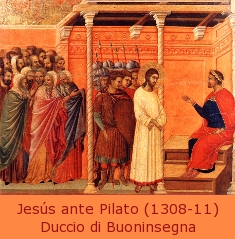 Jesús ante Pilato (1308-11)
Duccio di Buoninsegna